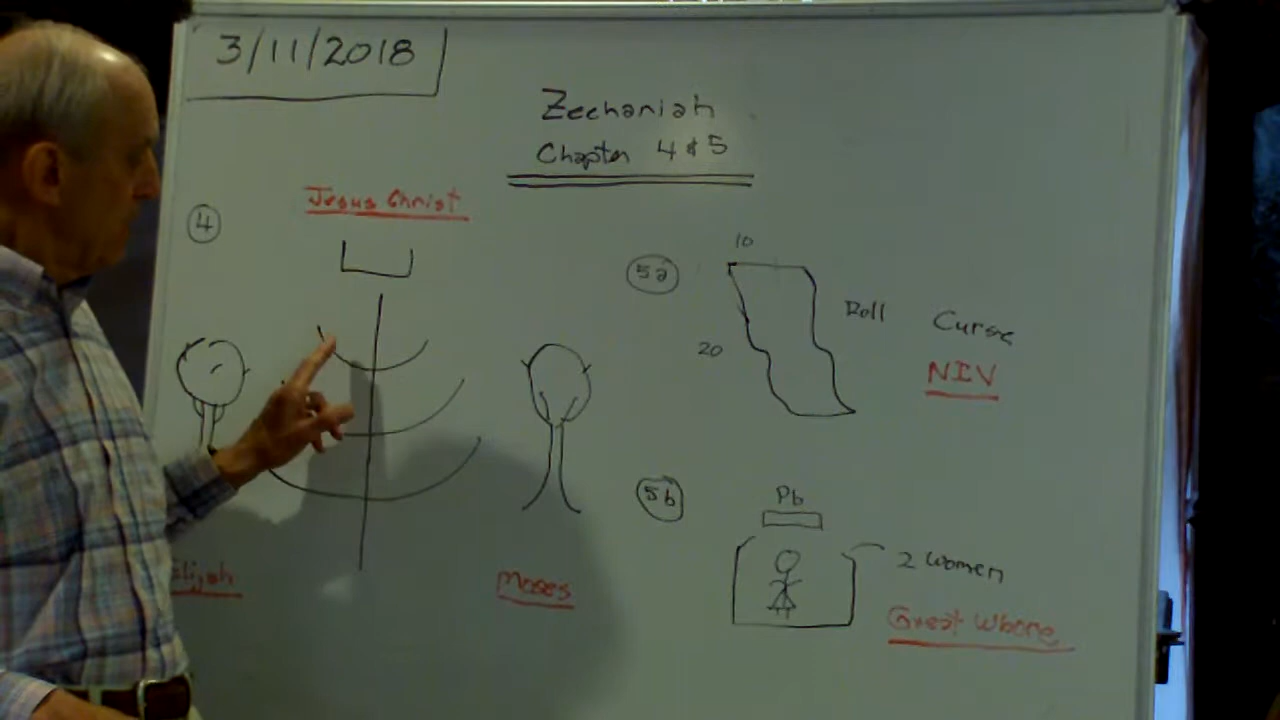 3/11/2018
Zechariah
Chapter 4 & 5
Jesus Christ
4
Elijah
Moses
5a
10
20
Roll
Curse
NIV
5b
Pb
2 Women
Great Whore